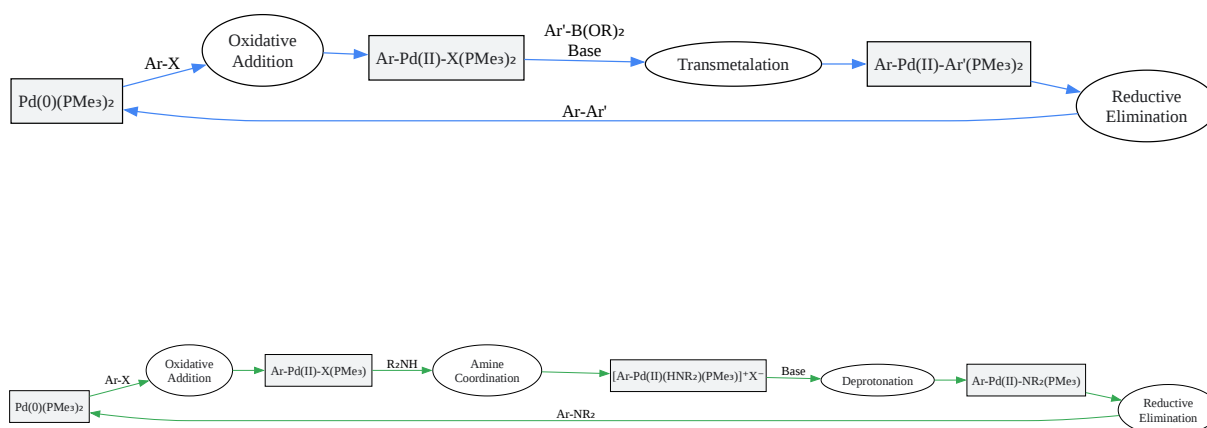 Pd(0)(PMe₃)₂
Ar-X
Oxidative
Addition
Ar-Pd(II)-X(PMe₃)₂
Ar'-B(OR)₂
Base
Transmetalation
Ar-Pd(II)-Ar'(PMe₃)₂
Reductive
Elimination
Ar-Ar'
Pd(0)(PMe₃)₂
Ar-X
Oxidative
Addition
Ar-Pd(II)-X(PMe₃)
R₂NH
Amine
Coordination
[Ar-Pd(II)(HNR₂)(PMe₃)]⁺X⁻
Base
Deprotonation
Ar-Pd(II)-NR₂(PMe₃)
Reductive
Elimination
Ar-NR₂